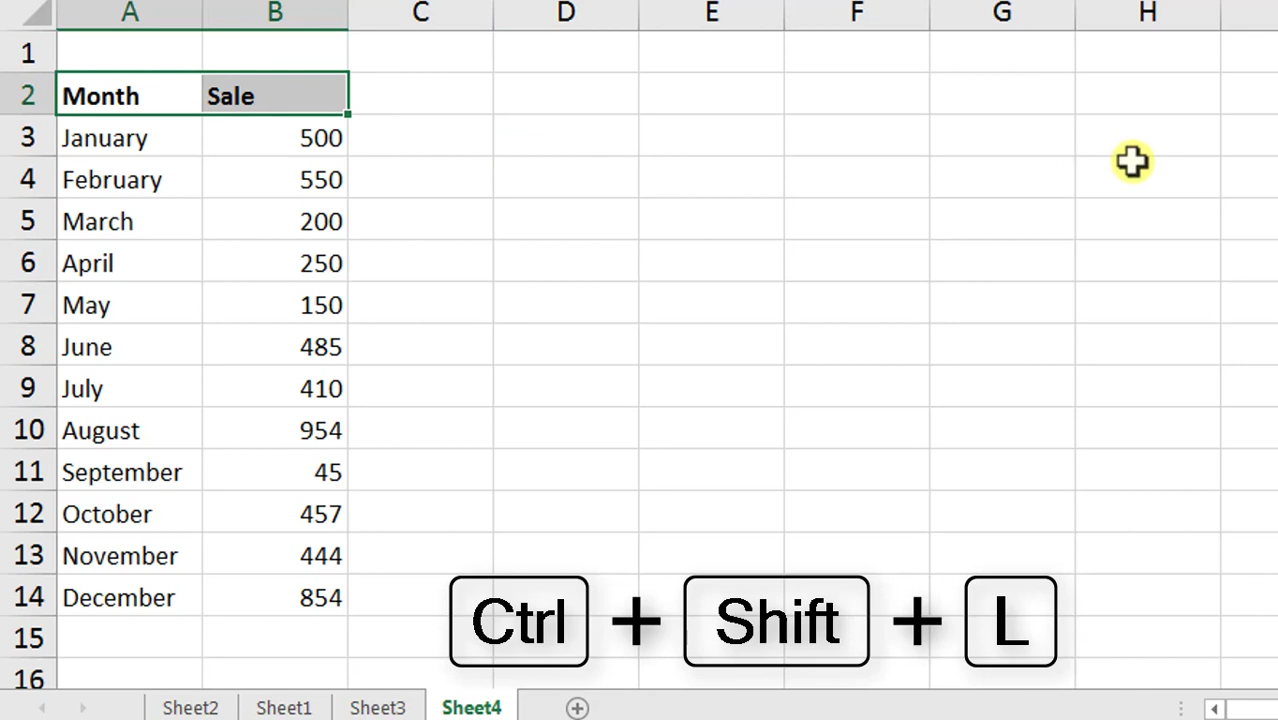 A B C D E F G H
1
2 Month Sale
3 January 500
4 February 550
5 March 200
6 April 250
7 May 150
8 June 485
9 July 410
10 August 954
11 September 45
12 October 457
13 November 444
14 December 854
15
Ctrl + Shift + L
16
Sheet2 Sheet1 Sheet3 Sheet4